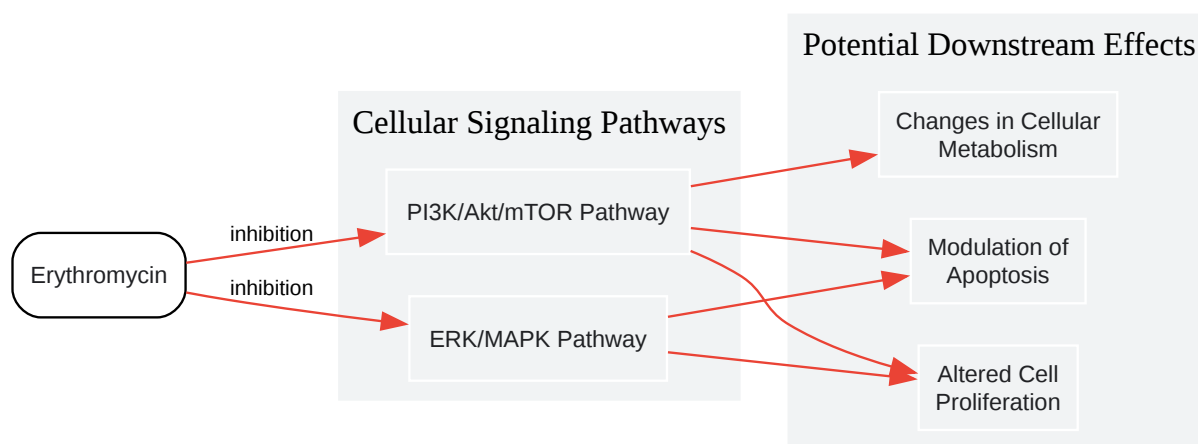 Potential Downstream Effects
Cellular Signaling Pathways
Changes in Cellular
Metabolism
PI3K/Akt/mTOR Pathway
inhibition
Modulation of
Apoptosis
Erythromycin
inhibition
ERK/MAPK Pathway
Altered Cell
Proliferation